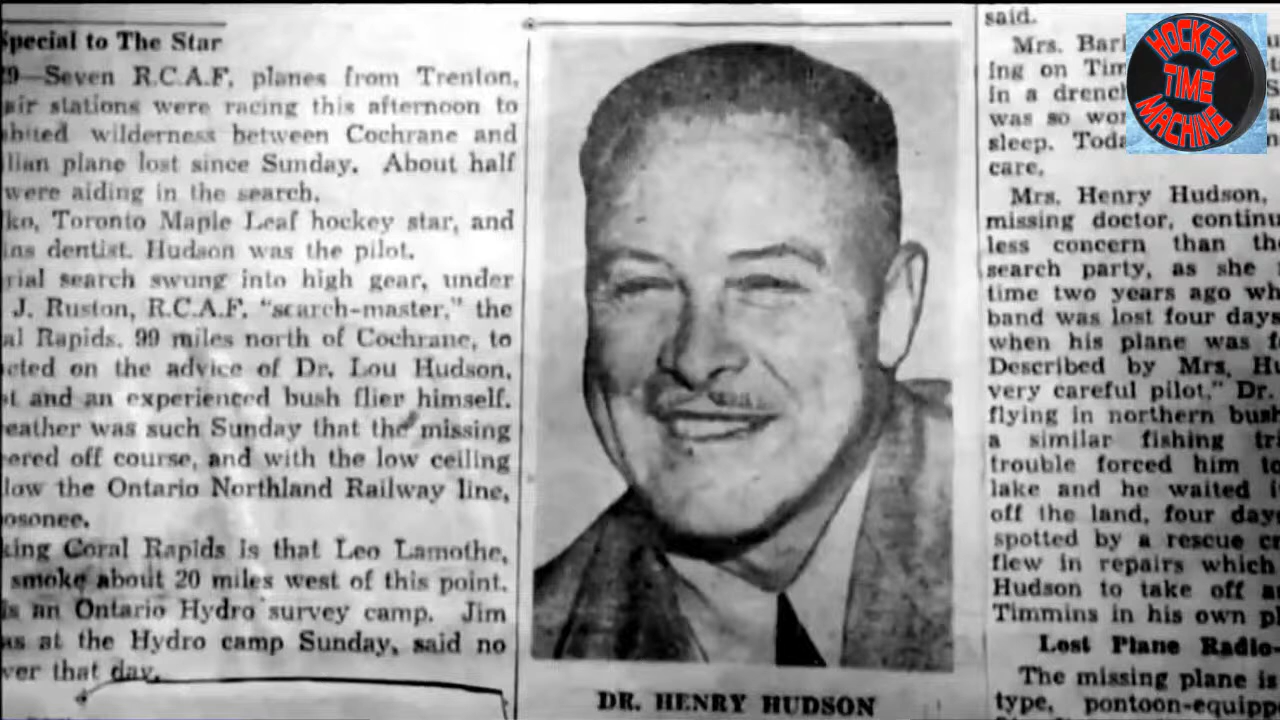 Special to The Star
9—Seven R.C.A.F. planes from Trenton,
air stations were racing this afternoon to
wilderness between Cochrane and
plane lost since Sunday. About half
were aiding in the search.
ko, Toronto Maple Leaf hockey star, and
ins dentist. Hudson was the pilot.
rial search swung into high gear, under
J. Ruston, R.C.A.F. "search-master," the
al Rapids, 99 miles north of Cochrane, to
cted on the advice of Dr. Lou Hudson,
t and an experienced bush flier himself.
eather was such Sunday that the missing
ered off course, and with the low ceiling
low the Ontario Northland Railway line,
osonee.
king Coral Rapids is that Leo Lamothe,
smoke about 20 miles west of this point.
is an Ontario Hydro survey camp. Jim
as at the Hydro camp Sunday, said no
ver that day.
DR. HENRY HUDSON
said.
Mrs. Bari
ing on Tim
in a drench
was so wor
sleep. Toda
care.
Mrs. Henry Hudson,
missing doctor, continu
less concern than th
search party, as she
time two years ago wh
band was lost four days
when his plane was f
Described by Mrs. Hu
very careful pilot," Dr.
flying in northern bush
a similar fishing tri
trouble forced him to
lake and he waited i
off the land, four day
spotted by a rescue cr
flew in repairs which
Hudson to take off a
Timmins in his own pl
Lost Plane Radio-
The missing plane is
type, pontoon-equipp
HOCKEY
TIME
MACHINE